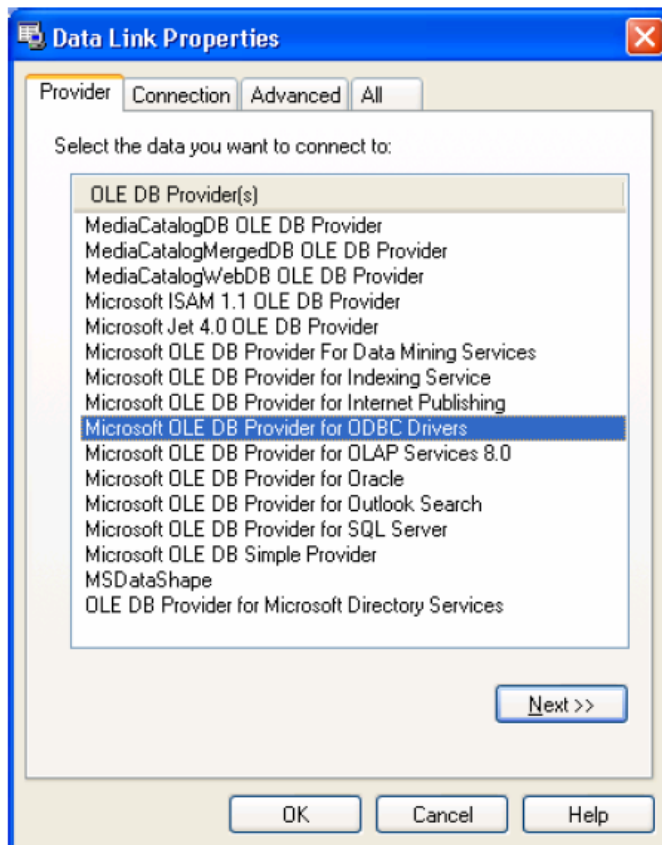 Data Link Properties
Provider Connection Advanced All
Select the data you want to connect to:
OLE DB Provider(s)
MediaCatalogDB OLE DB Provider
MediaCatalogMergedDB OLE DB Provider
MediaCatalogWebDB OLE DB Provider
Microsoft ISAM 1.1 OLE DB Provider
Microsoft Jet 4.0 OLE DB Provider
Microsoft OLE DB Provider For Data Mining Services
Microsoft OLE DB Provider for Indexing Service
Microsoft OLE DB Provider for Internet Publishing
Microsoft OLE DB Provider for ODBC Drivers
Microsoft OLE DB Provider for OLAP Services 8.0
Microsoft OLE DB Provider for Oracle
Microsoft OLE DB Provider for Outlook Search
Microsoft OLE DB Provider for SQL Server
Microsoft OLE DB Simple Provider
MSDataShape
OLE DB Provider for Microsoft Directory Services
Next >>
OK Cancel Help